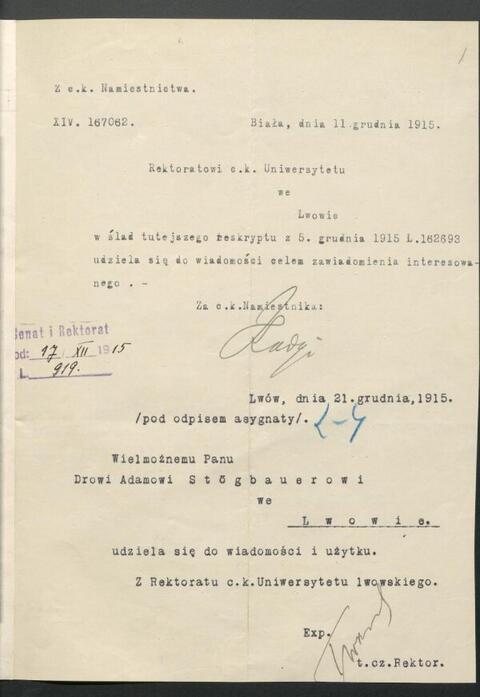 1
Z c.k. Namiestnictwa.
XIV. 167062.
Biała, dnia 11.grudnia 1915.
Rektoratowi c.k. Uniwersytetu
we
Lwowie
w ślad tutejszego reskryptu z 5. grudnia 1915 L.162693
udziela się do wiadomości celem zawiadomienia interesowa-
nego . -
Za c.k.Namiestnika:
Senat i Rektorat
od: 17/XII 1915
L. 919.
Lwów, dnia 21.grudnia,1915.
/pod odpisem asygnaty/.
Wielmożnemu Panu
Drowi Adamowi Stögbauerowi
we
Lwowie.
udziela się do wiadomości i użytku.
Z Rektoratu c.k.Uniwersytetu lwowskiego.
Exp.
t.cz.Rektor.